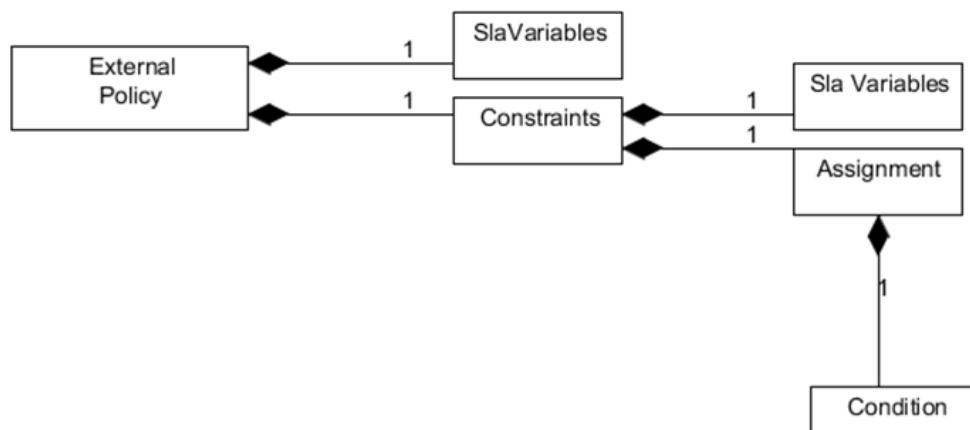 External
Policy
1
SlaVariables
1
Constraints
1
Sla Variables
1
Assignment
1
Condition